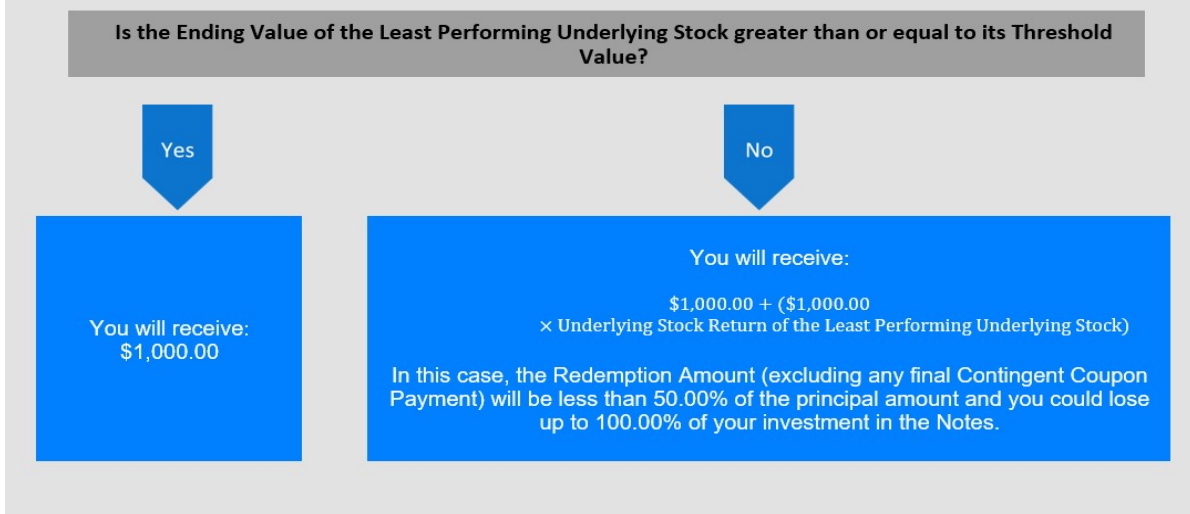 Is the Ending Value of the Least Performing Underlying Stock greater than or equal to its Threshold
Value?
Yes
No
You will receive:
$1,000.00
You will receive:
$1,000.00 + ($1,000.00
× Underlying Stock Return of the Least Performing Underlying Stock)
In this case, the Redemption Amount (excluding any final Contingent Coupon
Payment) will be less than 50.00% of the principal amount and you could lose
up to 100.00% of your investment in the Notes.